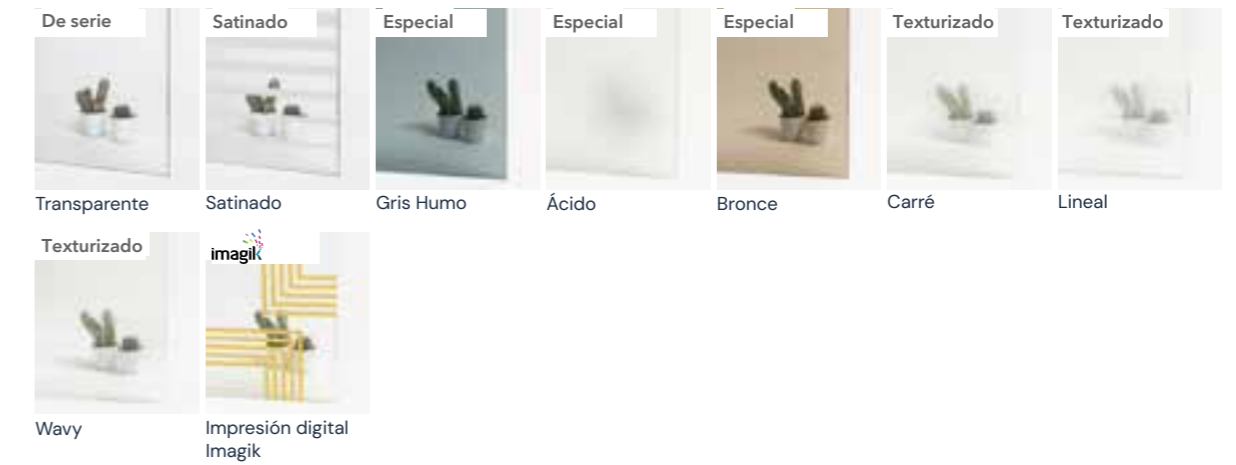 De serie
Satinado
Especial
Especial
Especial
Texturizado
Texturizado
Transparente
Satinado
Gris Humo
Ácido
Bronce
Carré
Lineal
Texturizado
imagik
Wavy
Impresión digital
Imagik